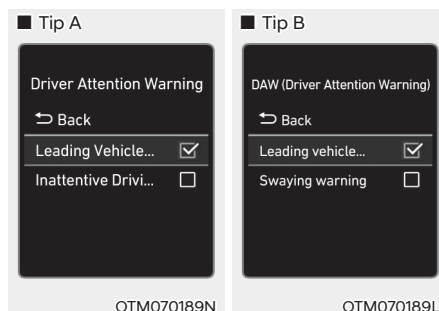 ■ Tip A
Driver Attention Warning
Back
Leading Vehicle...
Inattentive Drivi...
OTM070189N
■ Tip B
DAW (Driver Attention Warning)
Back
Leading vehicle...
Swaying warning
OTM070189L